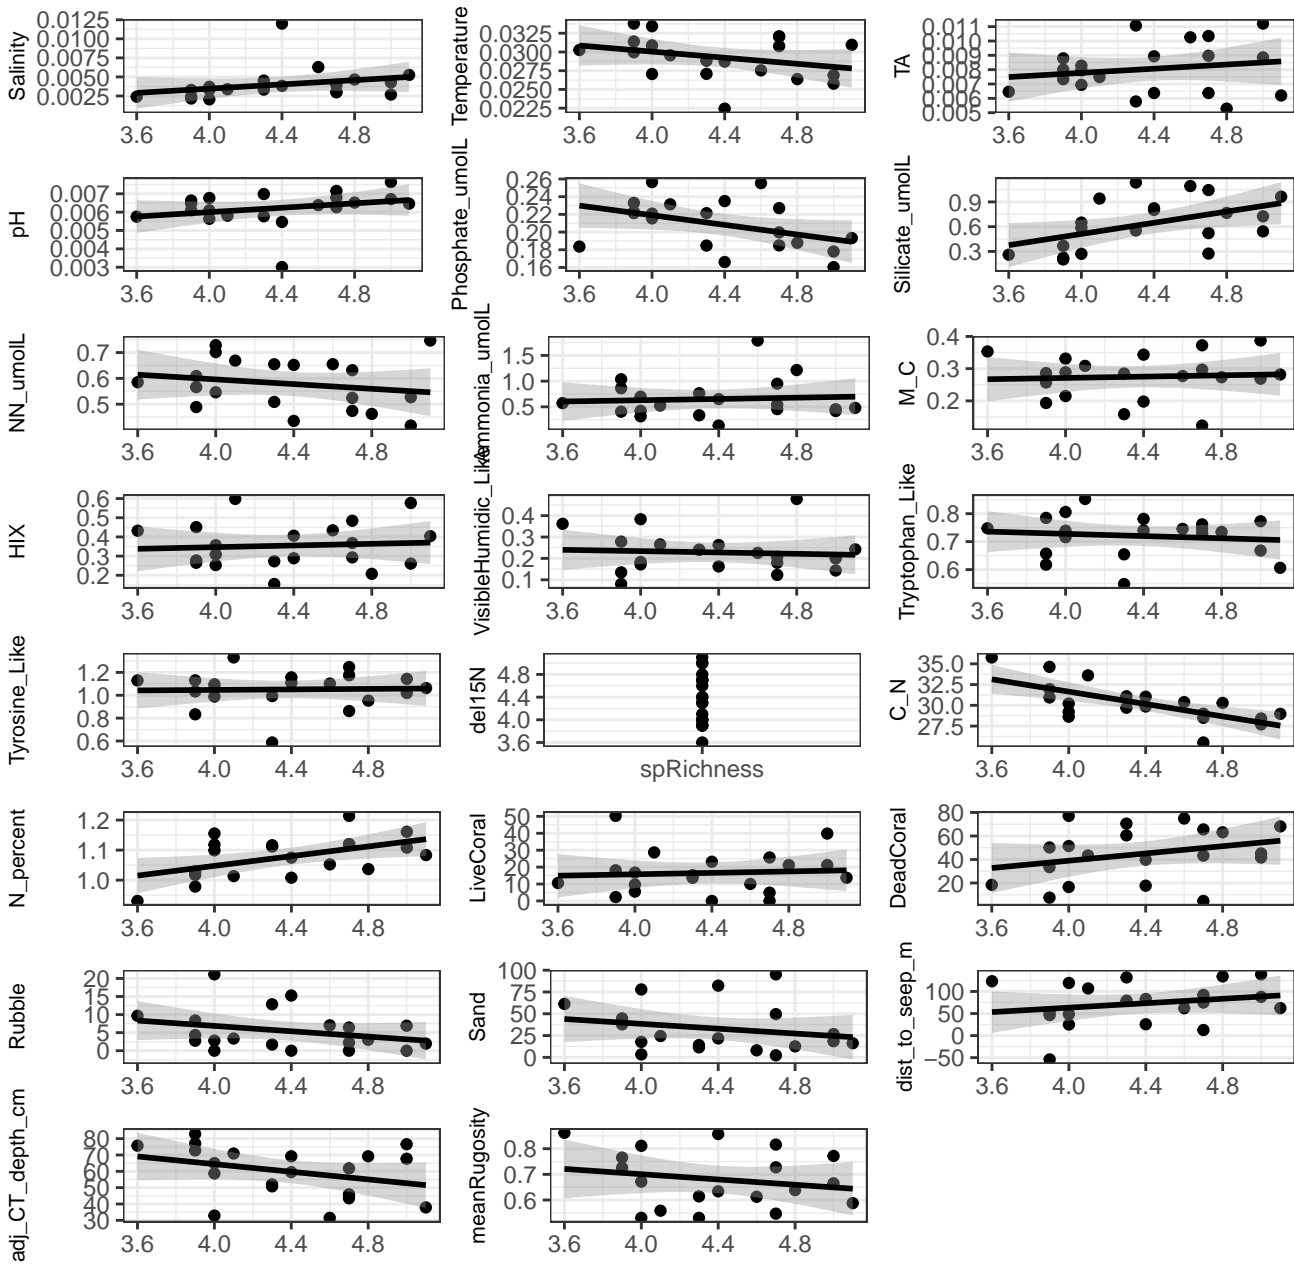 Salinity
0.0125
0.0100
0.0075
0.0050
0.0025
3.6 4.0 4.4 4.8
Temperature
0.0325
0.0300
0.0275
0.0250
0.0225
3.6 4.0 4.4 4.8
TA
0.011
0.010
0.009
0.008
0.007
0.006
0.005
3.6 4.0 4.4 4.8
pH
0.007
0.006
0.005
0.004
0.003
3.6 4.0 4.4 4.8
Phosphate_umolL
0.26
0.24
0.22
0.20
0.18
0.16
3.6 4.0 4.4 4.8
Silicate_umolL
0.9
0.6
0.3
3.6 4.0 4.4 4.8
NN_umolL
0.7
0.6
0.5
3.6 4.0 4.4 4.8
Ammonia_umolL
1.5
1.0
0.5
3.6 4.0 4.4 4.8
M_C
0.4
0.3
0.2
3.6 4.0 4.4 4.8
HIX
0.6
0.5
0.4
0.3
0.2
3.6 4.0 4.4 4.8
VisibleHumidic_Like
0.4
0.3
0.2
0.1
3.6 4.0 4.4 4.8
Tryptophan_Like
0.8
0.7
0.6
3.6 4.0 4.4 4.8
Tyrosine_Like
1.2
1.0
0.8
0.6
3.6 4.0 4.4 4.8
del15N
4.8
4.4
4.0
3.6
spRichness
C_N
35.0
32.5
30.0
27.5
3.6 4.0 4.4 4.8
N_percent
1.2
1.1
1.0
3.6 4.0 4.4 4.8
LiveCoral
50
40
30
20
10
0
3.6 4.0 4.4 4.8
DeadCoral
80
60
40
20
3.6 4.0 4.4 4.8
Rubble
20
15
10
5
0
3.6 4.0 4.4 4.8
Sand
100
75
50
25
0
3.6 4.0 4.4 4.8
dist_to_seep_m
100
50
0
−50
3.6 4.0 4.4 4.8
adj_CT_depth_cm
80
70
60
50
40
30
3.6 4.0 4.4 4.8
meanRugosity
0.8
0.7
0.6
3.6 4.0 4.4 4.8